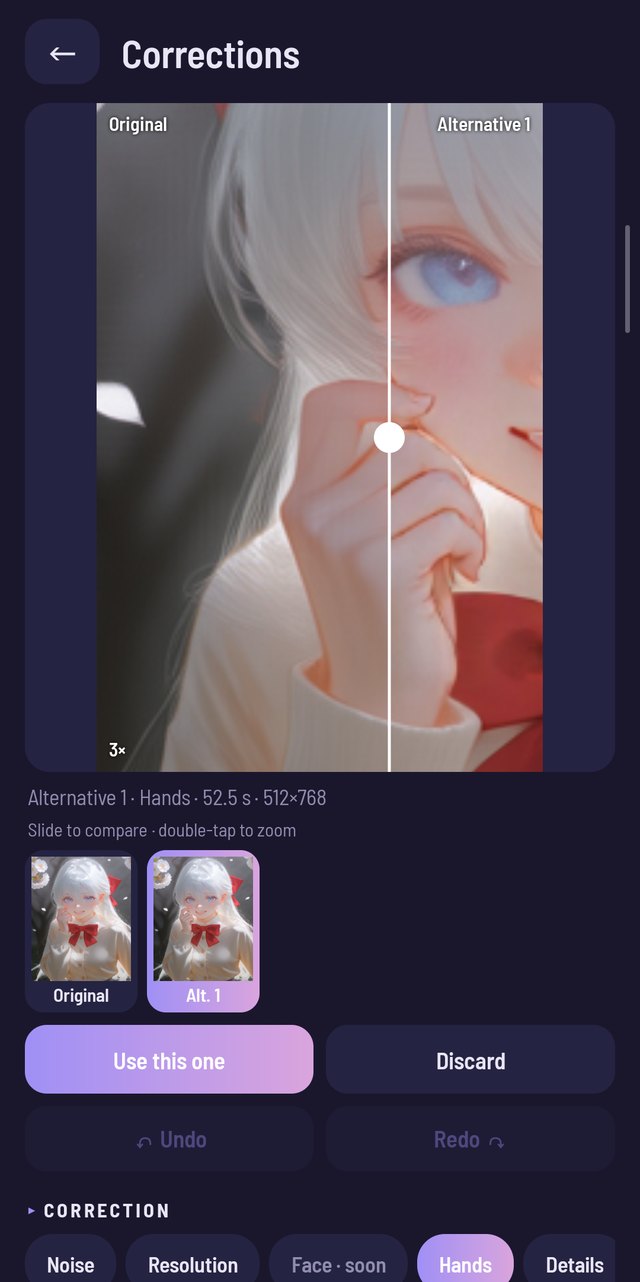 ← Corrections
Original Alternative 1
3×
Alternative 1 · Hands · 52.5 s · 512×768
Slide to compare · double-tap to zoom
Original Alt. 1
Use this one Discard
Undo Redo
CORRECTION
Noise Resolution Face · soon Hands Details